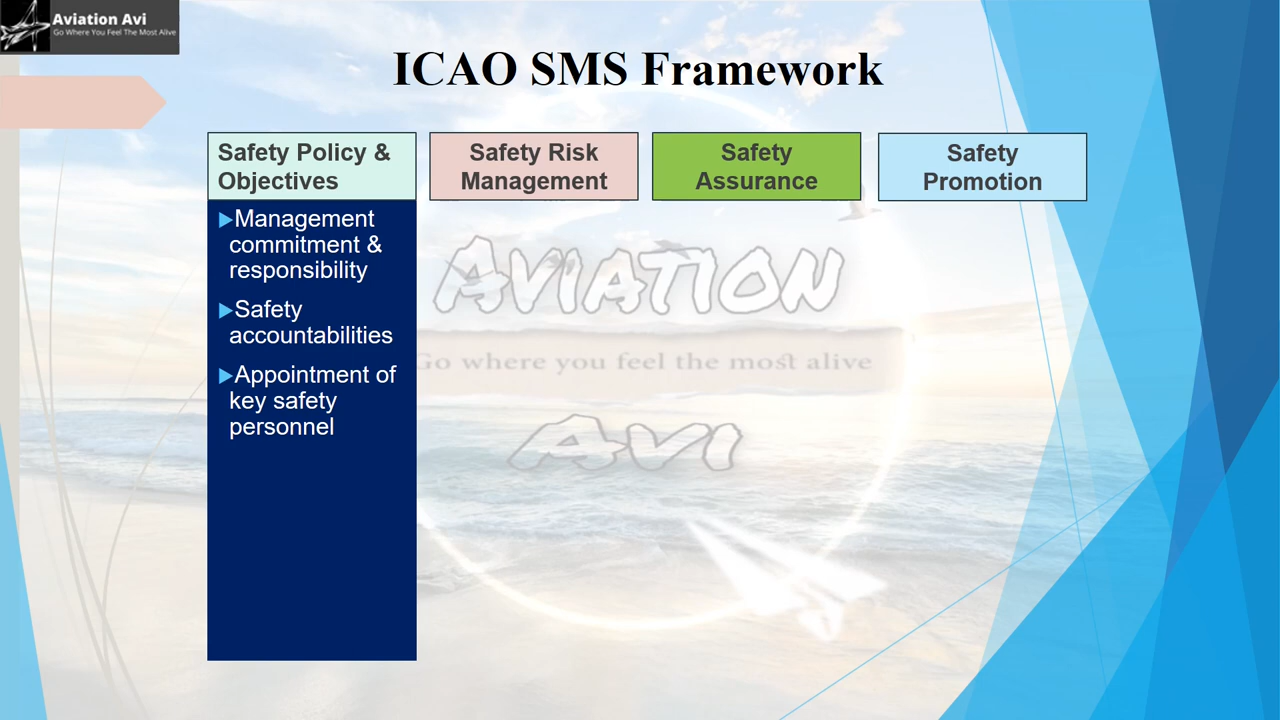 Aviation Avi
Go Where You Feel The Most Alive
ICAO SMS Framework
Safety Policy &
Objectives
Safety Risk
Management
Safety
Assurance
Safety
Promotion
▶Management
commitment &
responsibility
▶Safety
accountabilities
▶Appointment of
key safety
personnel
AVIATION
Go where you feel the most alive
AVI